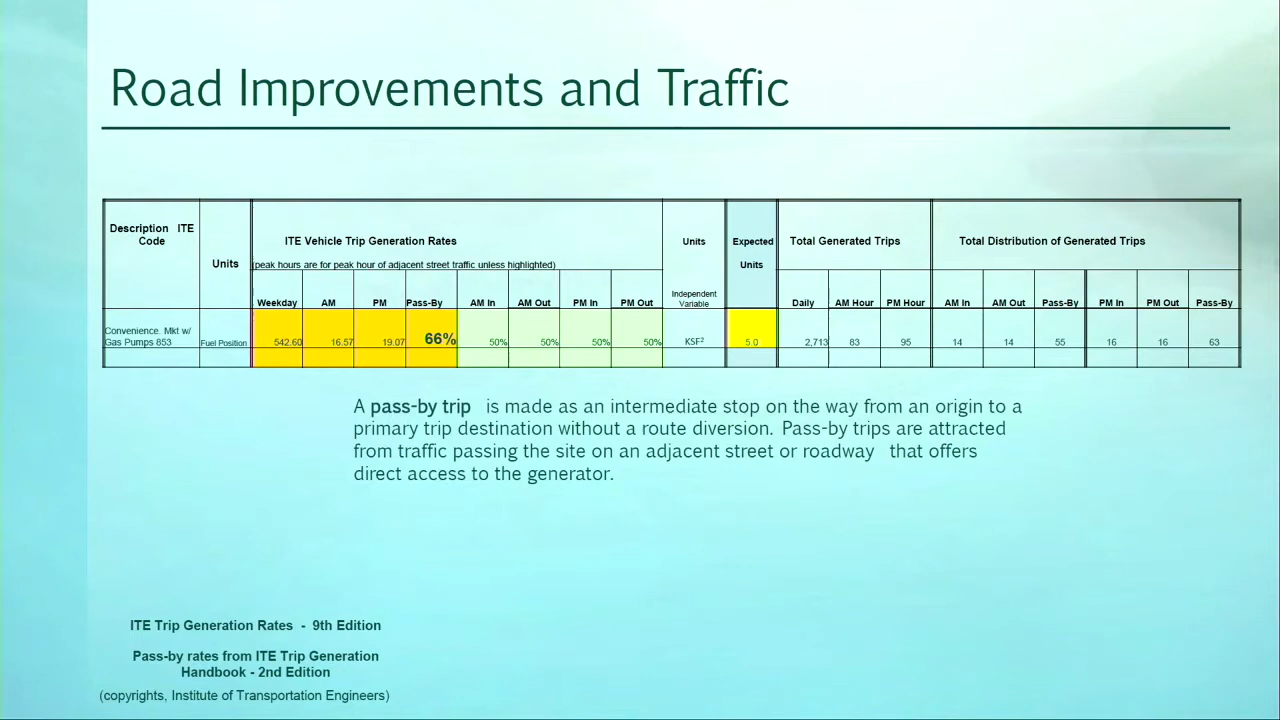 Road Improvements and Traffic
Description ITE
Code
Units
ITE Vehicle Trip Generation Rates
(peak hours are for peak hour of adjacent street traffic unless highlighted)
Units
Independent
Variable
Expected
Units
Total Generated Trips
Total Distribution of Generated Trips
Weekday AM PM Pass-By AM In AM Out PM In PM Out Daily AM Hour PM Hour AM In AM Out Pass-By PM In PM Out Pass-By
Convenience. Mkt w/
Gas Pumps 853 Fuel Position 542.60 16.57 19.07 66% 50% 50% 50% 50% KSF² 5.0 2,713 83 95 14 14 55 16 16 63
A pass-by trip is made as an intermediate stop on the way from an origin to a
primary trip destination without a route diversion. Pass-by trips are attracted
from traffic passing the site on an adjacent street or roadway that offers
direct access to the generator.
ITE Trip Generation Rates - 9th Edition
Pass-by rates from ITE Trip Generation
Handbook - 2nd Edition
(copyrights, Institute of Transportation Engineers)